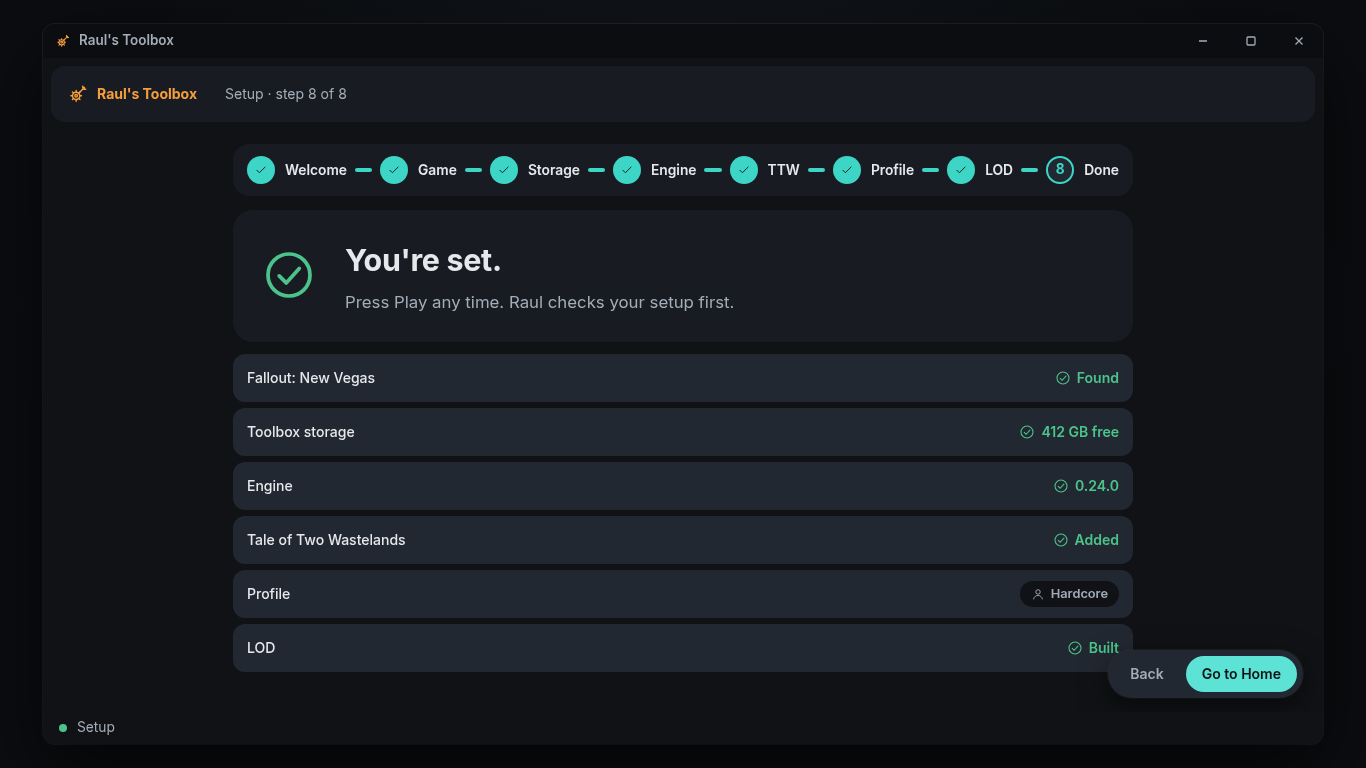 Raul's Toolbox
Raul's Toolbox Setup · step 8 of 8
Welcome Game Storage Engine TTW Profile LOD 8 Done
You're set.
Press Play any time. Raul checks your setup first.
Fallout: New Vegas Found
Toolbox storage 412 GB free
Engine 0.24.0
Tale of Two Wastelands Added
Profile Hardcore
LOD Built
Back Go to Home
Setup